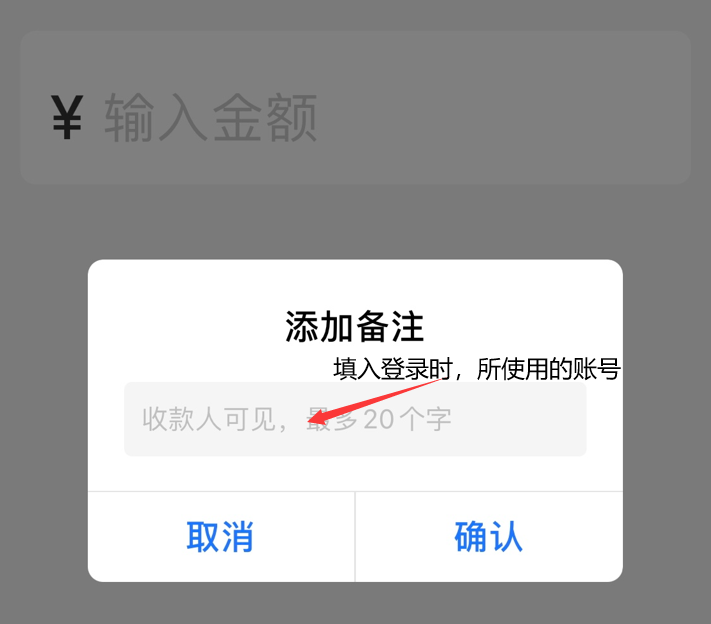 ¥ 输入金额
添加备注
填入登录时，所使用的账号
收款人可见，最多20个字
取消
确认